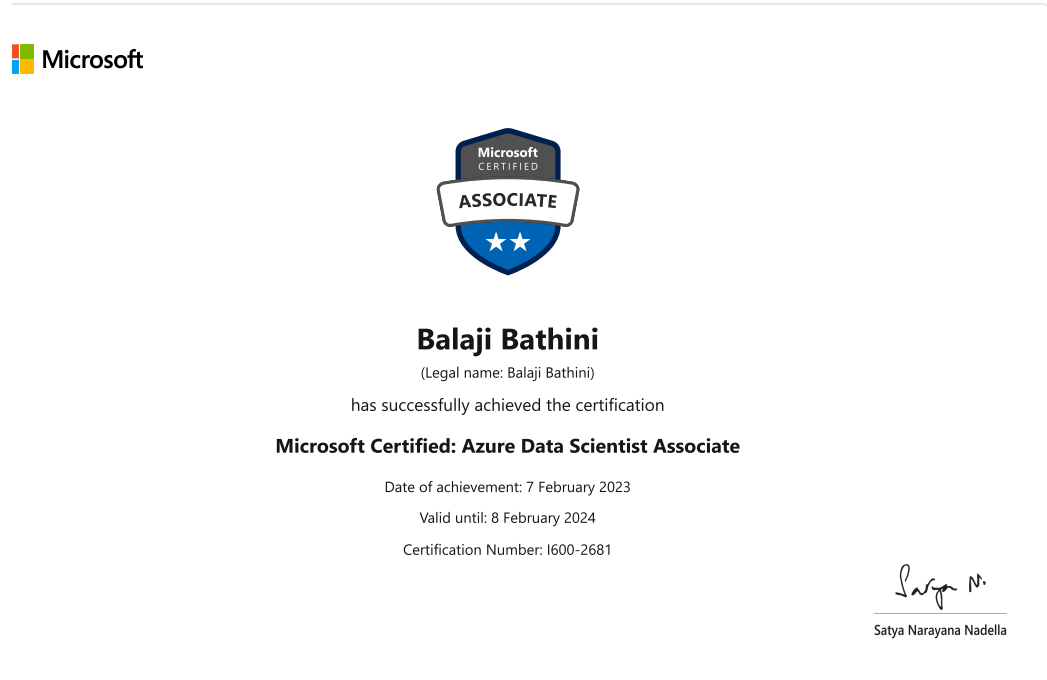 Microsoft
Microsoft
CERTIFIED
ASSOCIATE
Balaji Bathini
(Legal name: Balaji Bathini)
has successfully achieved the certification
Microsoft Certified: Azure Data Scientist Associate
Date of achievement: 7 February 2023
Valid until: 8 February 2024
Certification Number: I600-2681
Satya N.
Satya Narayana Nadella